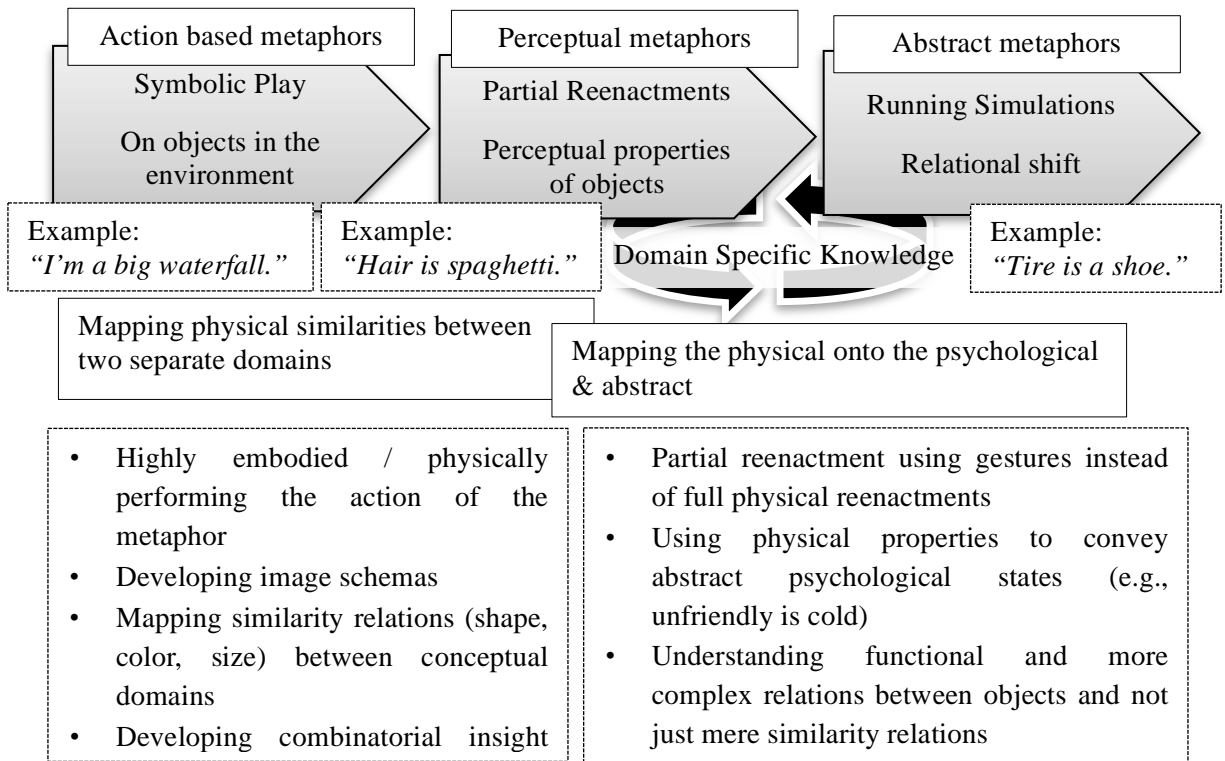 Action based metaphors
Symbolic Play
On objects in the
environment
Perceptual metaphors
Partial Reenactments
Perceptual properties
of objects
Abstract metaphors
Running Simulations
Relational shift
Example:
“I’m a big waterfall.”
Example:
“Hair is spaghetti.”
Domain Specific Knowledge
Example:
“Tire is a shoe.”
Mapping physical similarities between
two separate domains
Mapping the physical onto the psychological
& abstract
• Highly embodied / physically
performing the action of the
metaphor
• Developing image schemas
• Mapping similarity relations (shape,
color, size) between conceptual
domains
• Developing combinatorial insight
• Partial reenactment using gestures instead
of full physical reenactments
• Using physical properties to convey
abstract psychological states (e.g.,
unfriendly is cold)
• Understanding functional and more
complex relations between objects and not
just mere similarity relations